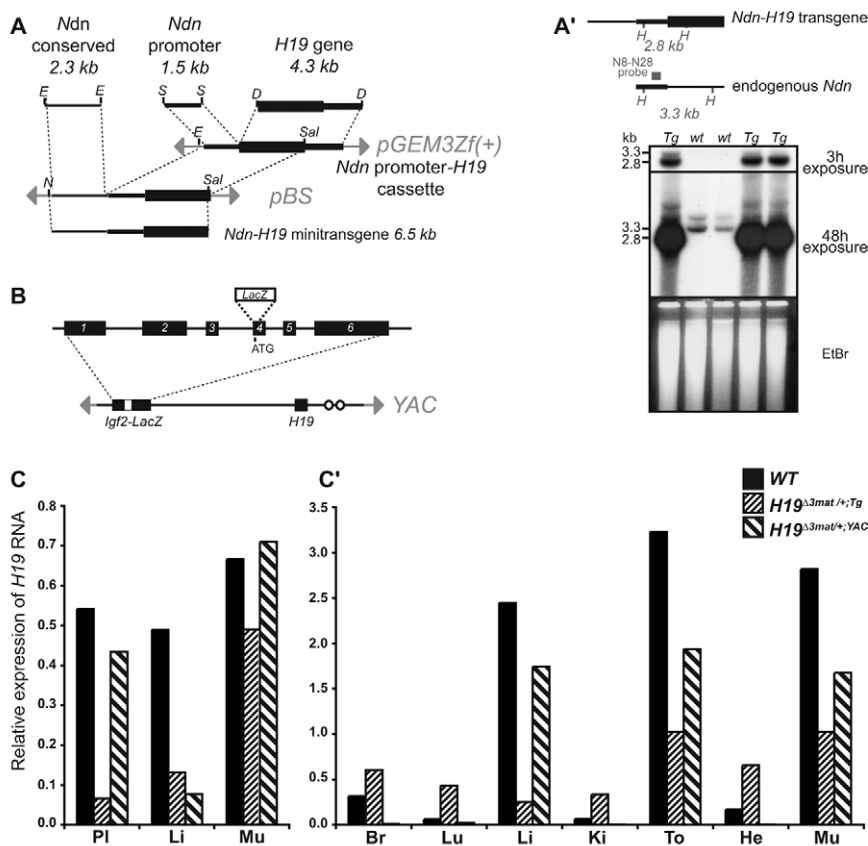 A
Ndn conserved 2.3 kb
Ndn promoter 1.5 kb
H19 gene 4.3 kb
E E S S D D
E Sal pGEM3Zf(+)
Ndn promoter-H19 cassette
N Sal pBS
Ndn-H19 minitransgene 6.5 kb
A'
Ndn-H19 transgene
H H
2.8 kb
N8-N28 probe
endogenous Ndn
H H
3.3 kb
kb Tg wt wt Tg Tg
3.3
2.8
3h exposure
3.3
2.8
48h exposure
EtBr
B
LacZ
1 2 3 4 5 6
ATG
YAC
Igf2-LacZ H19
C
Relative expression of H19 RNA
0.8
0.7
0.6
0.5
0.4
0.3
0.2
0.1
0.0
Pl Li Mu
C'
WT
H19Δ3mat/+;Tg
H19Δ3mat/+;YAC
3.5
3.0
2.5
2.0
1.5
1.0
0.5
0.0
Br Lu Li Ki To He Mu